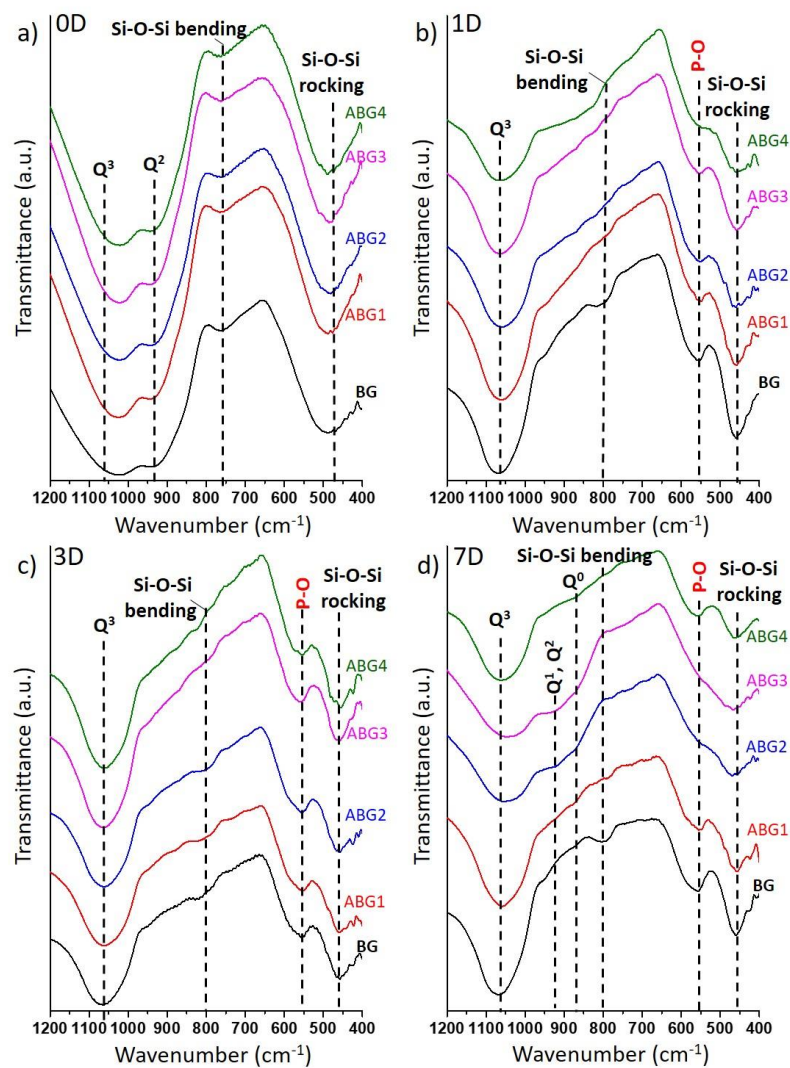 a) 0D
Si-O-Si bending
Si-O-Si
rocking
Q³
Q²
ABG4
ABG3
ABG2
ABG1
BG
Transmittance (a.u.)
1200 1100 1000 900 800 700 600 500 400
Wavenumber (cm⁻¹)
b) 1D
Si-O-Si
bending
P-O
Si-O-Si
rocking
Q³
ABG4
ABG3
ABG2
ABG1
BG
Transmittance (a.u.)
1200 1100 1000 900 800 700 600 500 400
Wavenumber (cm⁻¹)
c) 3D
Si-O-Si
bending
P-O
Si-O-Si
rocking
Q³
ABG4
ABG3
ABG2
ABG1
BG
Transmittance (a.u.)
1200 1100 1000 900 800 700 600 500 400
Wavenumber (cm⁻¹)
d) 7D
Si-O-Si bending
P-O
Si-O-Si
rocking
Q³
Q¹, Q²
Q⁰
ABG4
ABG3
ABG2
ABG1
BG
Transmittance (a.u.)
1200 1100 1000 900 800 700 600 500 400
Wavenumber (cm⁻¹)